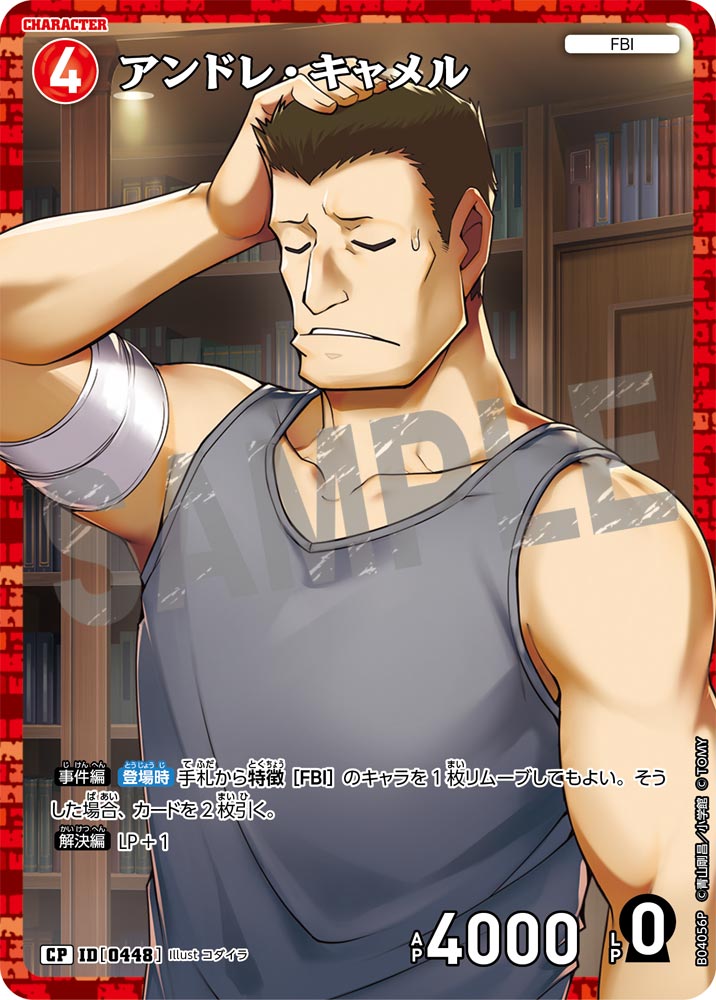 CHARACTER
4
アンドレ・キャメル
FBI
SAMPLE
事件編 登場時 手札から特徴［FBI］のキャラを1枚リムーブしてもよい。そう
した場合、カードを2枚引く。
解決編 LP+1
CP ID[0448] Illust コダイラ
AP 4000
LP 0
B04056P ©青山剛昌／小学館 ©TOMY